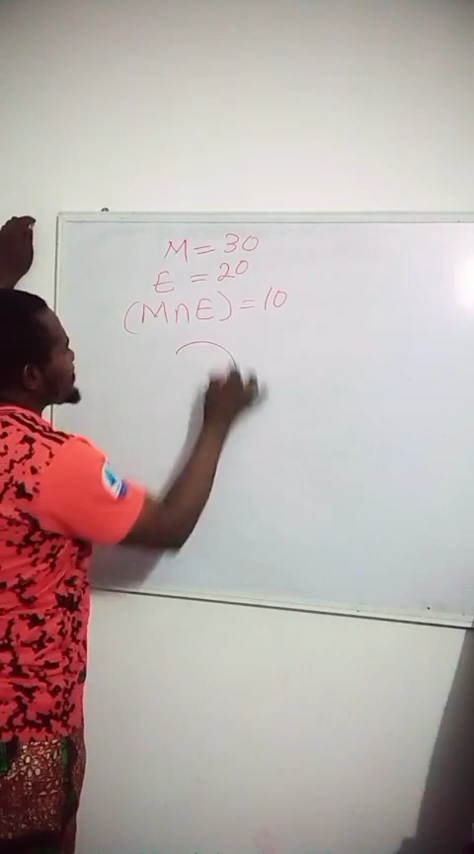 M = 30
E = 20
(M∩E) = 10